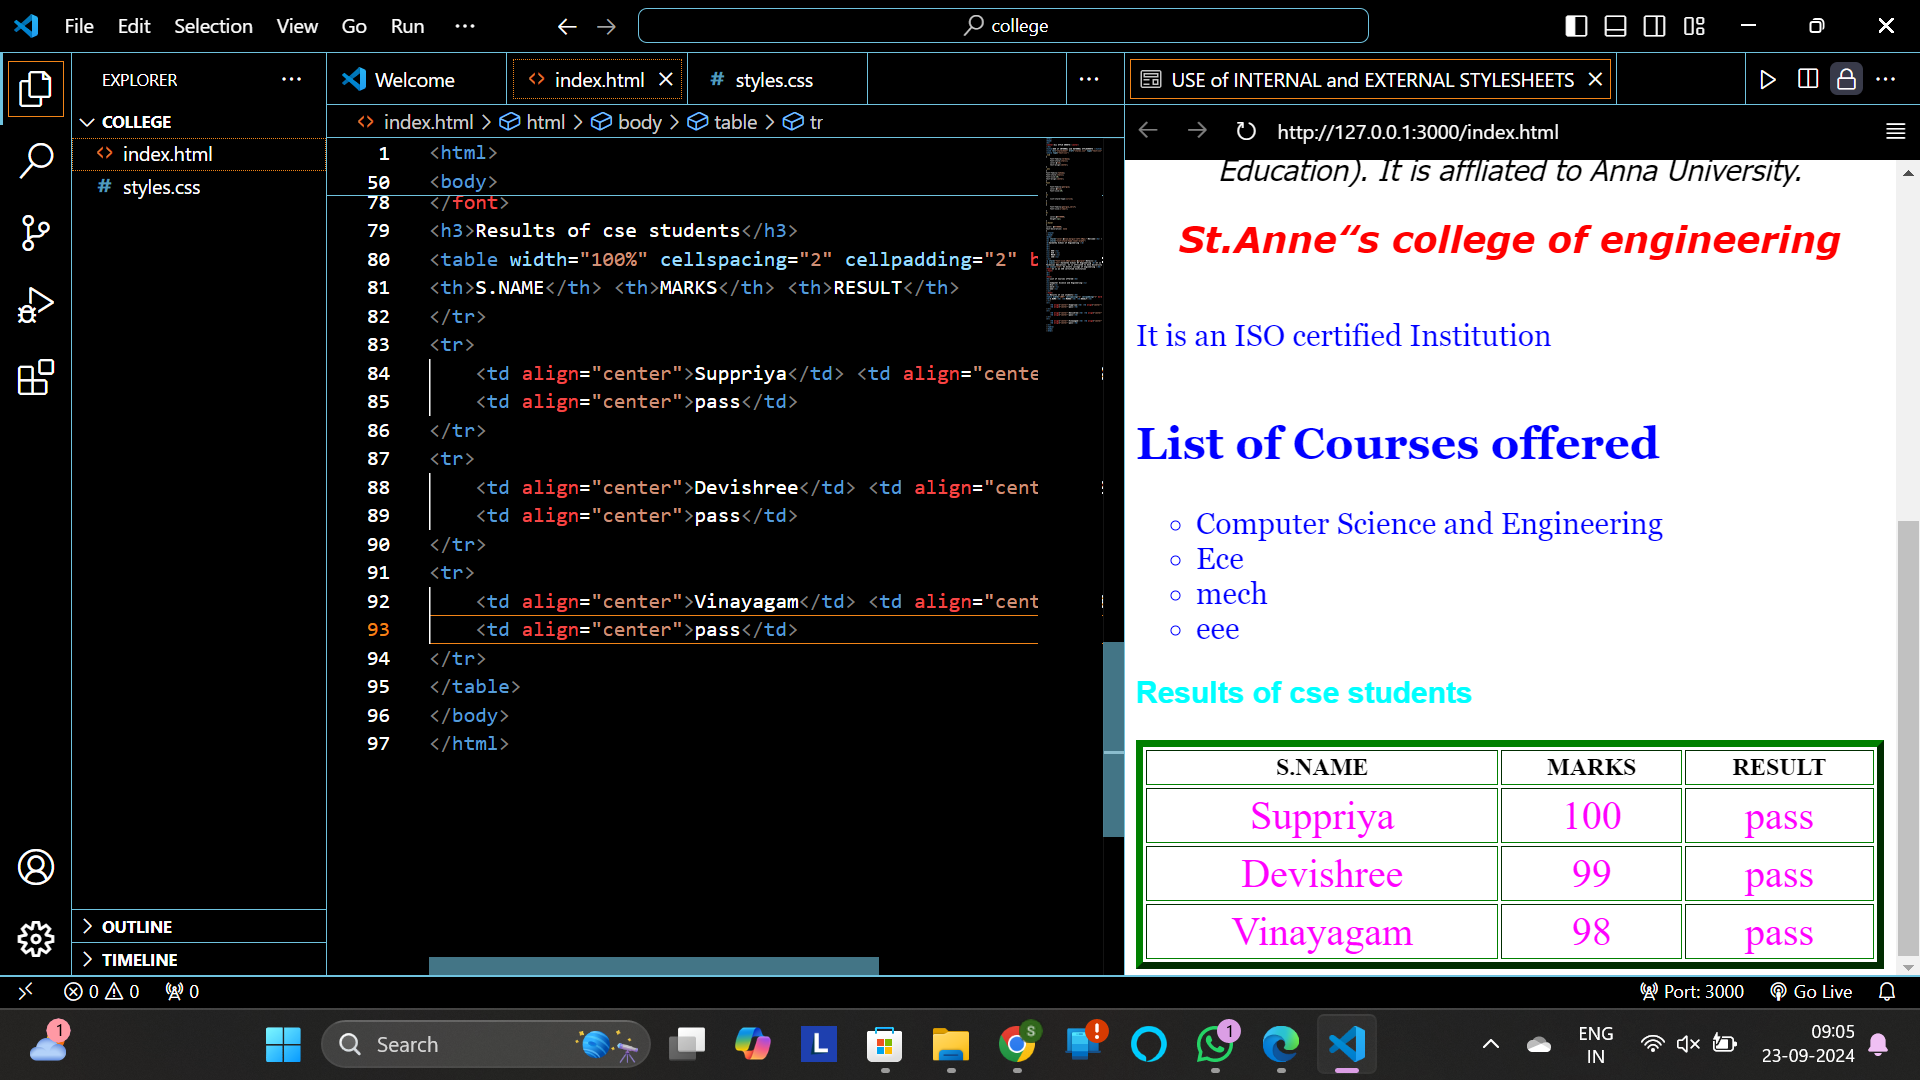 File Edit Selection View Go Run ··· college
EXPLORER ···
COLLEGE
index.html
styles.css
OUTLINE
TIMELINE
Welcome index.html styles.css ···
index.html > html > body > table > tr
1 <html>
50 <body>
78 </font>
79 <h3>Results of cse students</h3>
80 <table width="100%" cellspacing="2" cellpadding="2" b
81 <th>S.NAME</th> <th>MARKS</th> <th>RESULT</th>
82 </tr>
83 <tr>
84 <td align="center">Suppriya</td> <td align="cente
85 <td align="center">pass</td>
86 </tr>
87 <tr>
88 <td align="center">Devishree</td> <td align="cent
89 <td align="center">pass</td>
90 </tr>
91 <tr>
92 <td align="center">Vinayagam</td> <td align="cent
93 <td align="center">pass</td>
94 </tr>
95 </table>
96 </body>
97 </html>
USE of INTERNAL and EXTERNAL STYLESHEETS ···
http://127.0.0.1:3000/index.html
Education). It is affliated to Anna University.
St.Anne“s college of engineering
It is an ISO certified Institution
List of Courses offered
Computer Science and Engineering
Ece
mech
eee
Results of cse students
S.NAME MARKS RESULT
Suppriya 100 pass
Devishree 99 pass
Vinayagam 98 pass
0 0 0 Port: 3000 Go Live
1 Search L S 1 ENG IN 09:05
23-09-2024